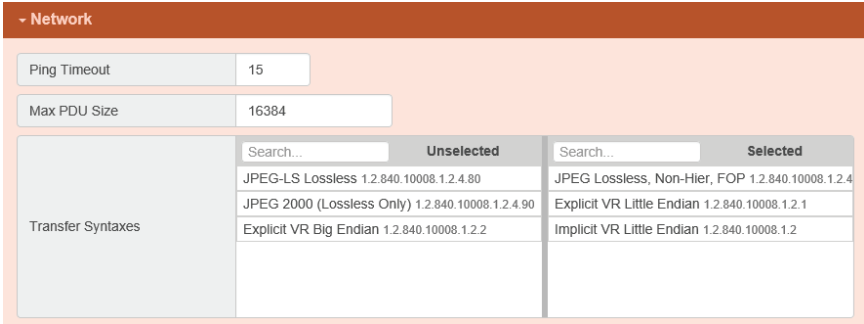 Network
Ping Timeout 15
Max PDU Size 16384
Search... Unselected Search... Selected
JPEG-LS Lossless 1.2.840.10008.1.2.4.80 JPEG Lossless, Non-Hier, FOP 1.2.840.10008.1.2.4
JPEG 2000 (Lossless Only) 1.2.840.10008.1.2.4.90 Explicit VR Little Endian 1.2.840.10008.1.2.1
Transfer Syntaxes Explicit VR Big Endian 1.2.840.10008.1.2.2 Implicit VR Little Endian 1.2.840.10008.1.2